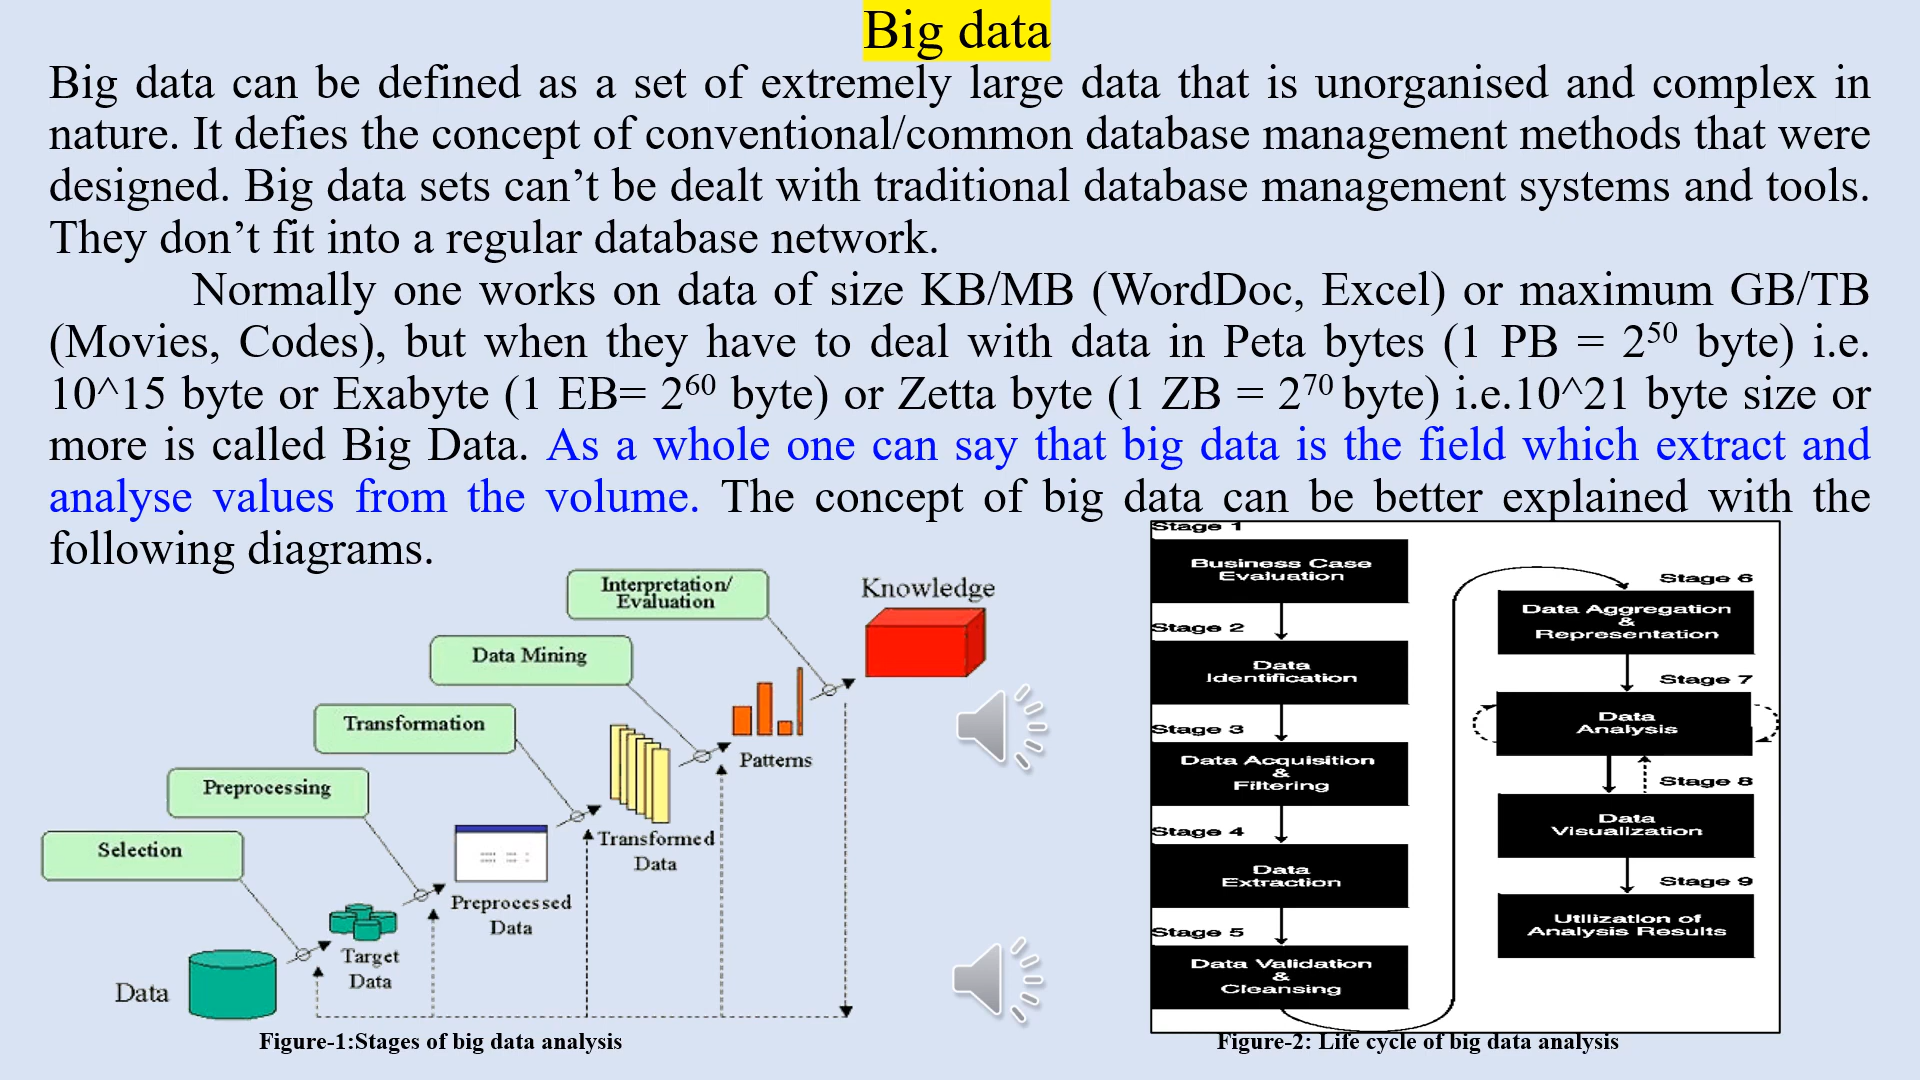 Big data
Big data can be defined as a set of extremely large data that is unorganised and complex in
nature. It defies the concept of conventional/common database management methods that were
designed. Big data sets can’t be dealt with traditional database management systems and tools.
They don’t fit into a regular database network.
Normally one works on data of size KB/MB (WordDoc, Excel) or maximum GB/TB
(Movies, Codes), but when they have to deal with data in Peta bytes (1 PB = 2⁵⁰ byte) i.e.
10^15 byte or Exabyte (1 EB= 2⁶⁰ byte) or Zetta byte (1 ZB = 2⁷⁰ byte) i.e.10^21 byte size or
more is called Big Data. As a whole one can say that big data is the field which extract and
analyse values from the volume. The concept of big data can be better explained with the
following diagrams.
Interpretation/
Evaluation
Knowledge
Data Mining
Transformation
Patterns
Preprocessing
Transformed
Data
Selection
Preprocessed
Data
Target
Data
Data
Figure-1:Stages of big data analysis
Stage 1
Business Case
Evaluation
Stage 2
Data
Identification
Stage 3
Data Acquisition
&
Filtering
Stage 4
Data
Extraction
Stage 5
Data Validation
&
Cleansing
Stage 6
Data Aggregation
&
Representation
Stage 7
Data
Analysis
Stage 8
Data
Visualization
Stage 9
Utilization of
Analysis Results
Figure-2: Life cycle of big data analysis